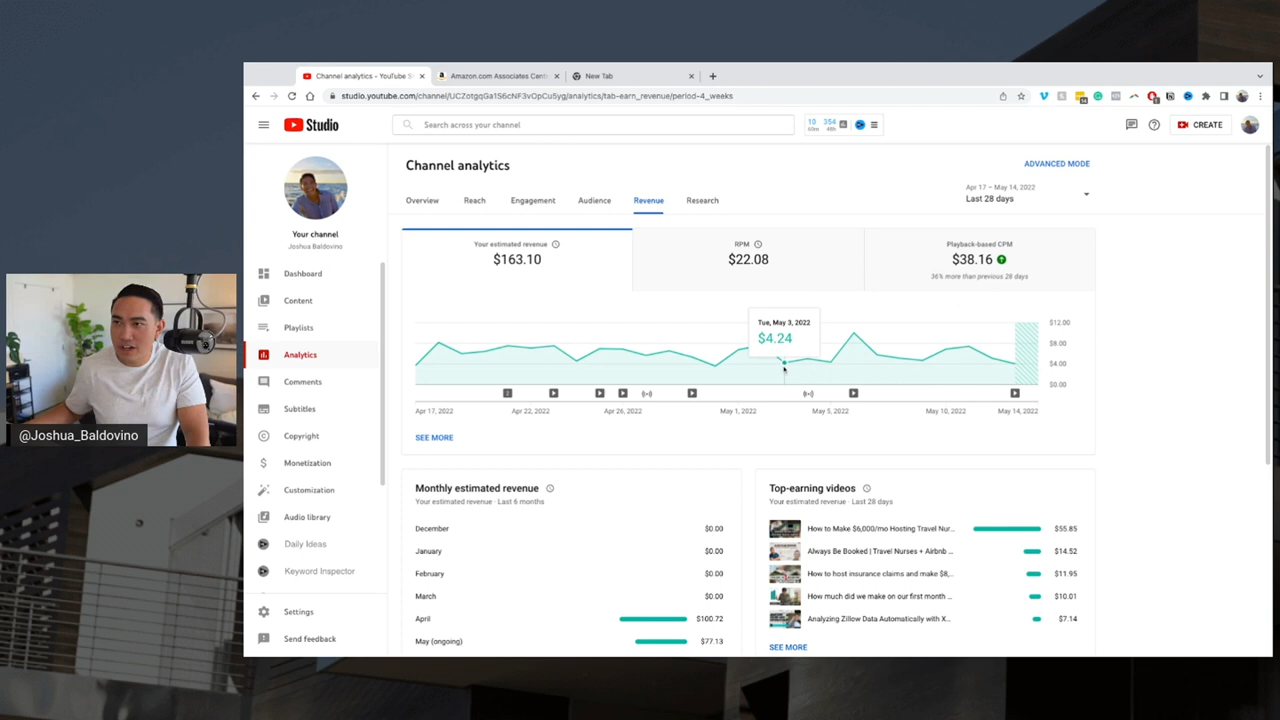 Channel analytics - YouTube S
Amazon.com Associates Cent
New Tab
studio.youtube.com/channel/UCZotgqGa1S6cNF3vOpCuSyg/analytics/tab-earn_revenue/period-4_weeks
Studio
Search across your channel
10 354
60m 48h
CREATE
Your channel
Joshua Baldovino
Dashboard
Content
Playlists
Analytics
Comments
Subtitles
Copyright
Monetization
Customization
Audio library
Daily Ideas
Keyword Inspector
Settings
Send feedback
@Joshua_Baldovino
Channel analytics
ADVANCED MODE
Overview Reach Engagement Audience Revenue Research
Apr 17 – May 14, 2022
Last 28 days
Your estimated revenue
$163.10
RPM
$22.08
Playback-based CPM
$38.16
36% more than previous 28 days
Tue, May 3, 2022
$4.24
$12.00
$8.00
$4.00
$0.00
Apr 17, 2022 Apr 22, 2022 Apr 26, 2022 May 1, 2022 May 5, 2022 May 10, 2022 May 14, 2022
SEE MORE
Monthly estimated revenue
Your estimated revenue · Last 6 months
December $0.00
January $0.00
February $0.00
March $0.00
April $100.72
May (ongoing) $77.13
Top-earning videos
Your estimated revenue · Last 28 days
How to Make $6,000/mo Hosting Travel Nur... $55.85
Always Be Booked | Travel Nurses + Airbnb ... $14.52
How to host insurance claims and make $8,... $11.95
How much did we make on our first month ... $10.01
Analyzing Zillow Data Automatically with X... $7.14
SEE MORE